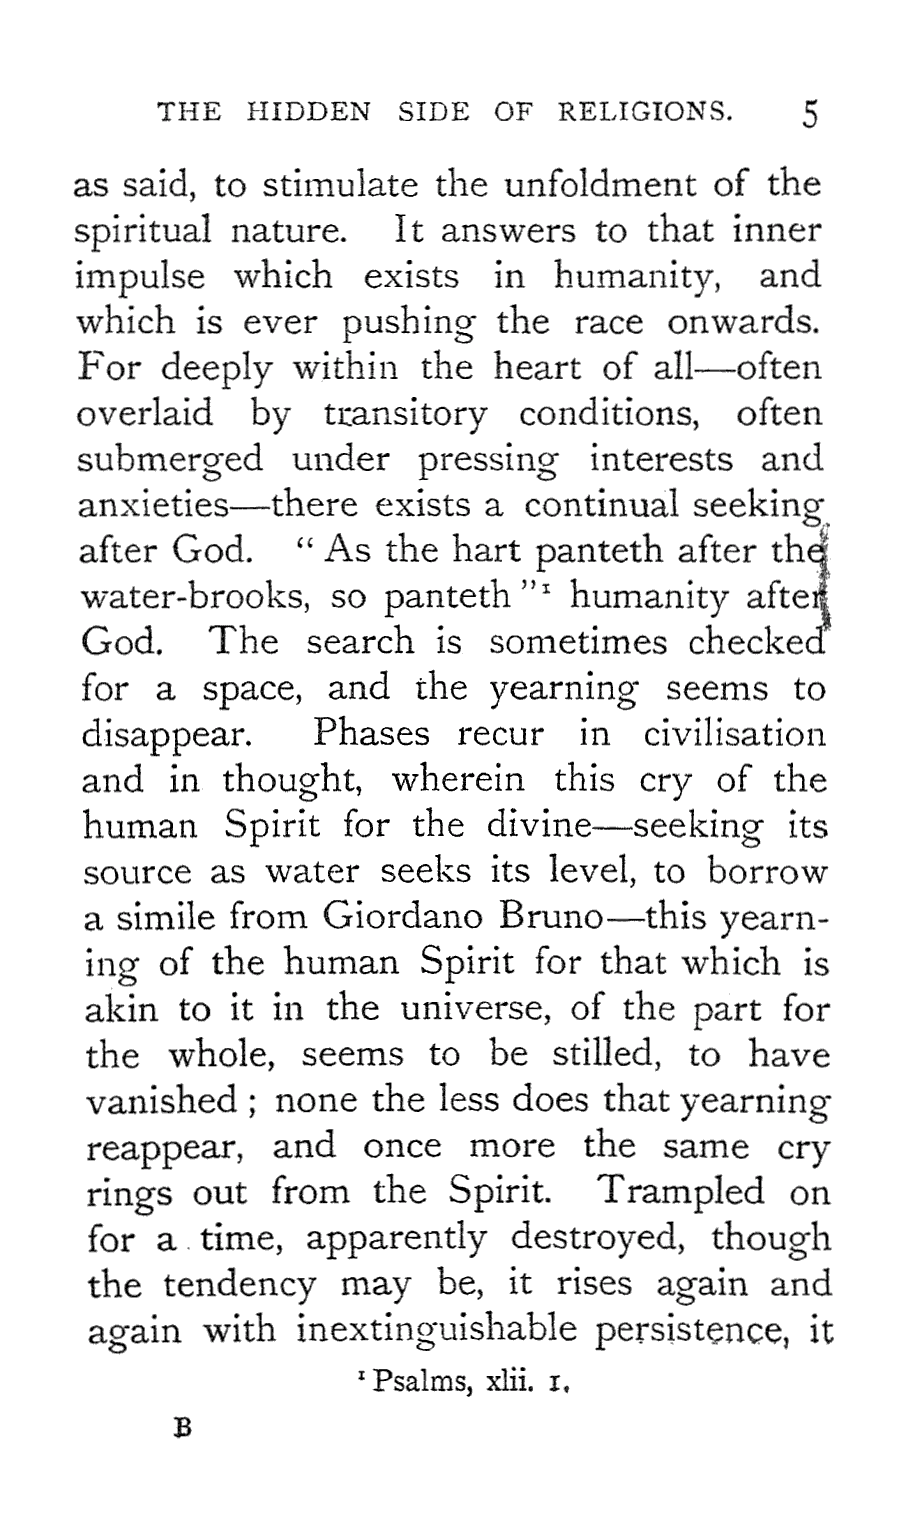 THE HIDDEN SIDE OF RELIGIONS. 5
as said, to stimulate the unfoldment of the
spiritual nature. It answers to that inner
impulse which exists in humanity, and
which is ever pushing the race onwards.
For deeply within the heart of all—often
overlaid by transitory conditions, often
submerged under pressing interests and
anxieties—there exists a continual seeking
after God. “ As the hart panteth after the
water-brooks, so panteth ”¹ humanity after
God. The search is sometimes checked
for a space, and the yearning seems to
disappear. Phases recur in civilisation
and in thought, wherein this cry of the
human Spirit for the divine—seeking its
source as water seeks its level, to borrow
a simile from Giordano Bruno—this yearn-
ing of the human Spirit for that which is
akin to it in the universe, of the part for
the whole, seems to be stilled, to have
vanished ; none the less does that yearning
reappear, and once more the same cry
rings out from the Spirit. Trampled on
for a time, apparently destroyed, though
the tendency may be, it rises again and
again with inextinguishable persistence, it
¹ Psalms, xlii. 1.
B